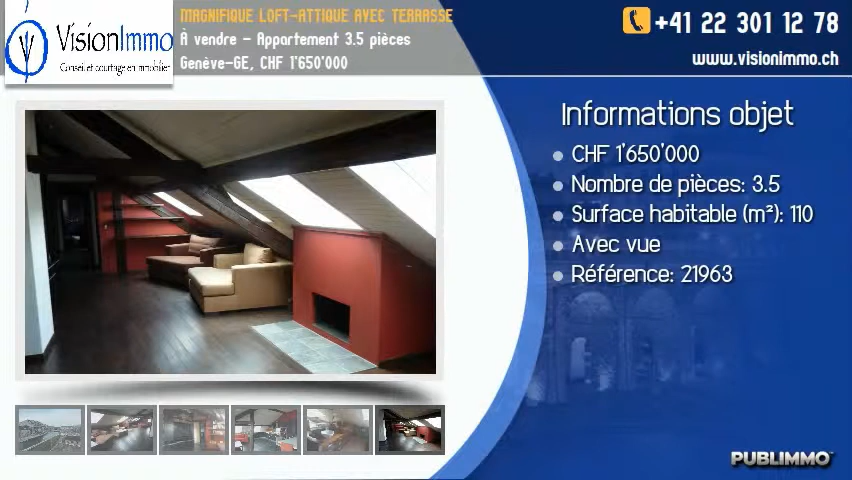 VisionImmo
Conseil et courtage en immobilier
MAGNIFIQUE LOFT-ATTIQUE AVEC TERRASSE
À vendre - Appartement 3.5 pièces
Genève-GE, CHF 1'650'000
+41 22 301 12 78
www.visionimmo.ch
Informations objet
CHF 1'650'000
Nombre de pièces: 3.5
Surface habitable (m²): 110
Avec vue
Référence: 21963
PUBLIMMO